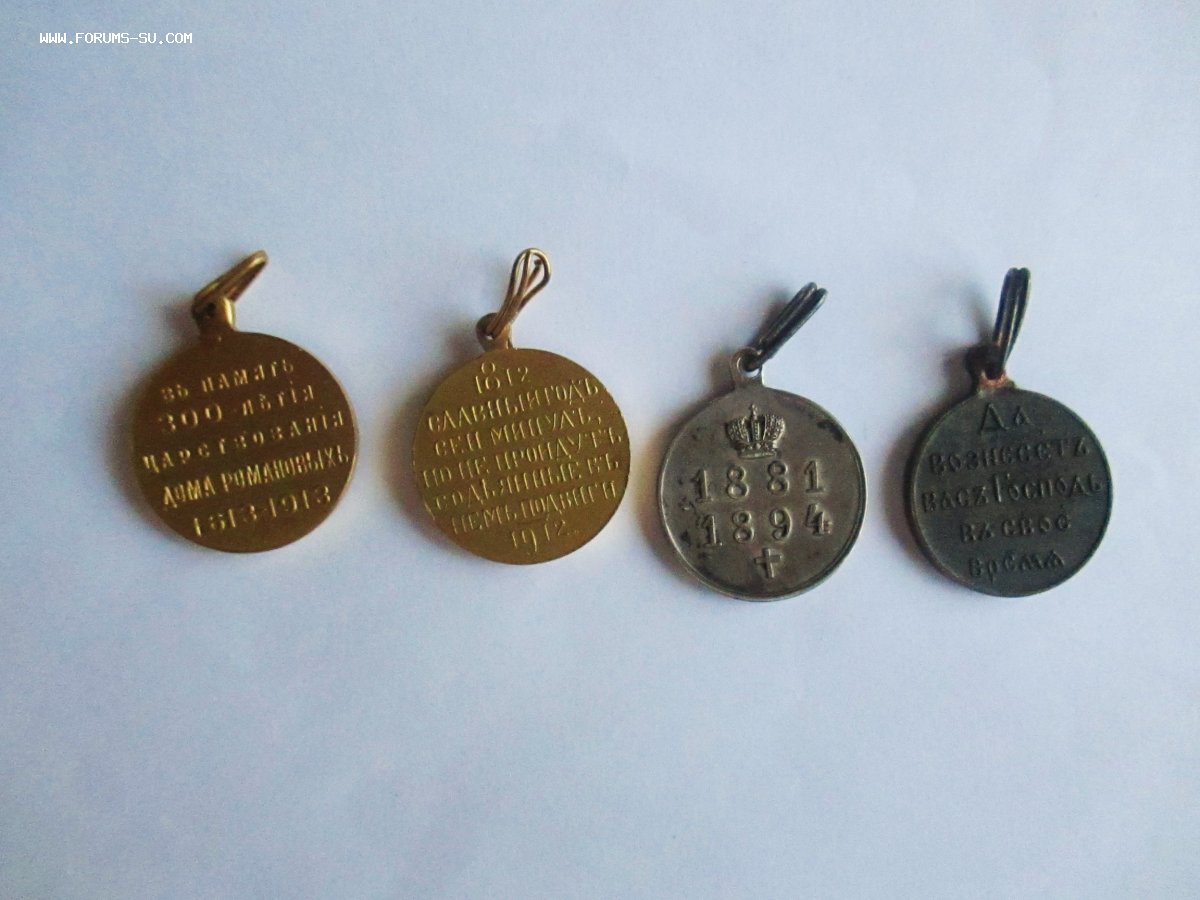 WWW.FORUMS-SU.COM
ВЪ ПАМЯТЬ
300-ЛѢТІЯ
ЦАРСТВОВАНІЯ
ДОМА РОМАНОВЫХЪ
1613-1913
1812
СЛАВНЫЙ ГОДЪ
СЕЙ МИНУЛЪ,
НО НЕ ПРОЙДУТЪ
СОДѢЯННЫЕ ВЪ
НЕМЪ ПОДВИГИ
1912.
1881
1894
ДА
ВОЗНЕСЕТЪ
ВАСЪ ГОСПОДЬ
ВЪ СВОЕ
ВРЕМѦ